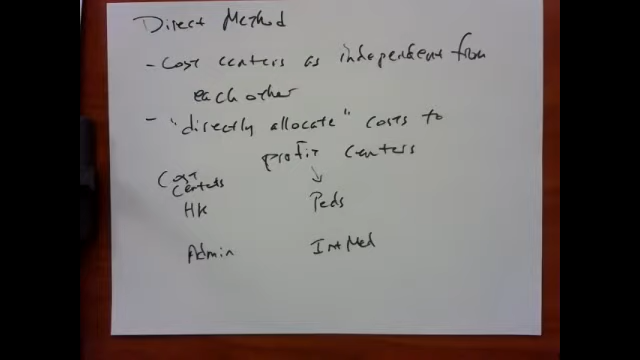 Direct Method
- Cost centers as independent from
each other
- "directly allocate" costs to
profit centers
Cost
Centers
HK Peds
Admin IntMed